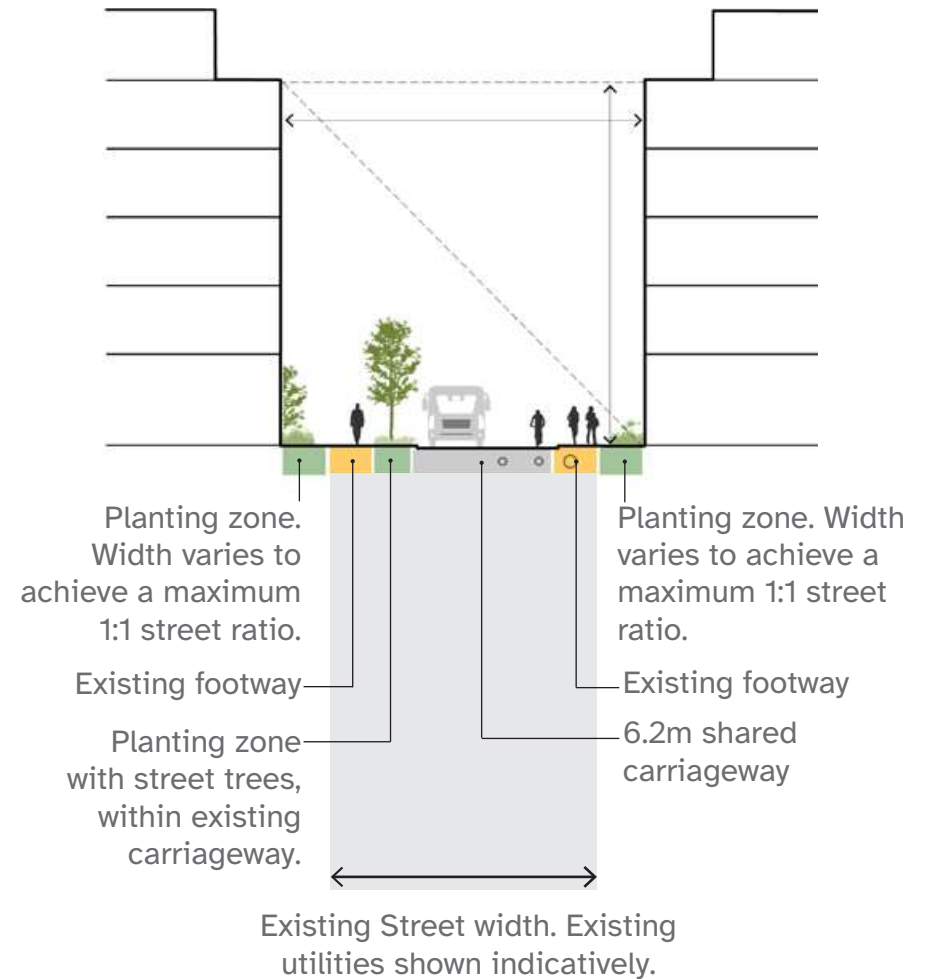 Planting zone.
Width varies to
achieve a maximum
1:1 street ratio.
Planting zone. Width
varies to achieve a
maximum 1:1 street
ratio.
Existing footway
Existing footway
Planting zone
with street trees,
within existing
carriageway.
6.2m shared
carriageway
Existing Street width. Existing
utilities shown indicatively.